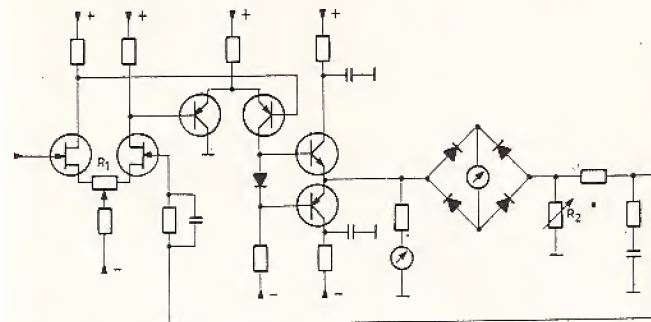 + + + +
R1
R2
- - - -